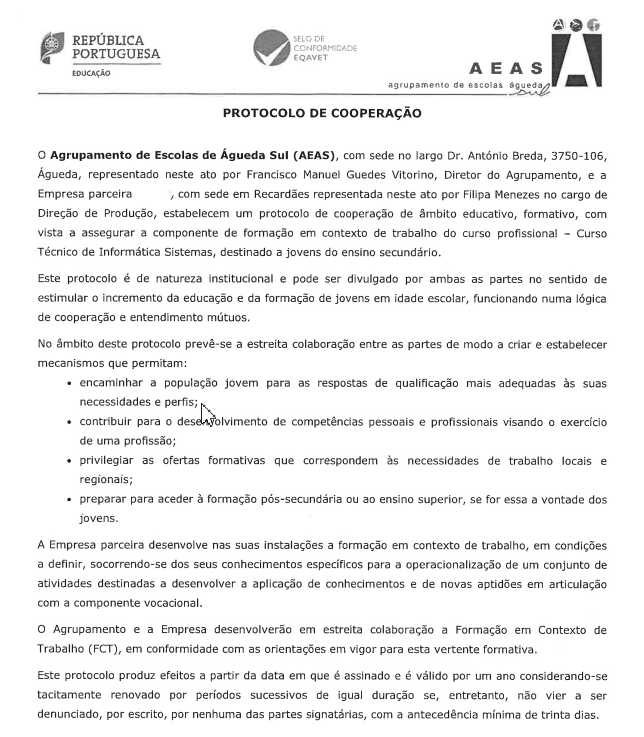 REPÚBLICA
PORTUGUESA
EDUCAÇÃO
SELO DE
CONFORMIDADE
EQAVET
AEAS
agrupamento de escolas águeda
sul
PROTOCOLO DE COOPERAÇÃO
O Agrupamento de Escolas de Águeda Sul (AEAS), com sede no largo Dr. António Breda, 3750-106,
Águeda, representado neste ato por Francisco Manuel Guedes Vitorino, Diretor do Agrupamento, e a
Empresa parceira , com sede em Recardães representada neste ato por Filipa Menezes no cargo de
Direção de Produção, estabelecem um protocolo de cooperação de âmbito educativo, formativo, com
vista a assegurar a componente de formação em contexto de trabalho do curso profissional – Curso
Técnico de Informática Sistemas, destinado a jovens do ensino secundário.
Este protocolo é de natureza institucional e pode ser divulgado por ambas as partes no sentido de
estimular o incremento da educação e da formação de jovens em idade escolar, funcionando numa lógica
de cooperação e entendimento mútuos.
No âmbito deste protocolo prevê-se a estreita colaboração entre as partes de modo a criar e estabelecer
mecanismos que permitam:
• encaminhar a população jovem para as respostas de qualificação mais adequadas às suas
necessidades e perfis;
• contribuir para o desenvolvimento de competências pessoais e profissionais visando o exercício
de uma profissão;
• privilegiar as ofertas formativas que correspondem às necessidades de trabalho locais e
regionais;
• preparar para aceder à formação pós-secundária ou ao ensino superior, se for essa a vontade dos
jovens.
A Empresa parceira desenvolve nas suas instalações a formação em contexto de trabalho, em condições
a definir, socorrendo-se dos seus conhecimentos específicos para a operacionalização de um conjunto de
atividades destinadas a desenvolver a aplicação de conhecimentos e de novas aptidões em articulação
com a componente vocacional.
O Agrupamento e a Empresa desenvolverão em estreita colaboração a Formação em Contexto de
Trabalho (FCT), em conformidade com as orientações em vigor para esta vertente formativa.
Este protocolo produz efeitos a partir da data em que é assinado e é válido por um ano considerando-se
tacitamente renovado por períodos sucessivos de igual duração se, entretanto, não vier a ser
denunciado, por escrito, por nenhuma das partes signatárias, com a antecedência mínima de trinta dias.